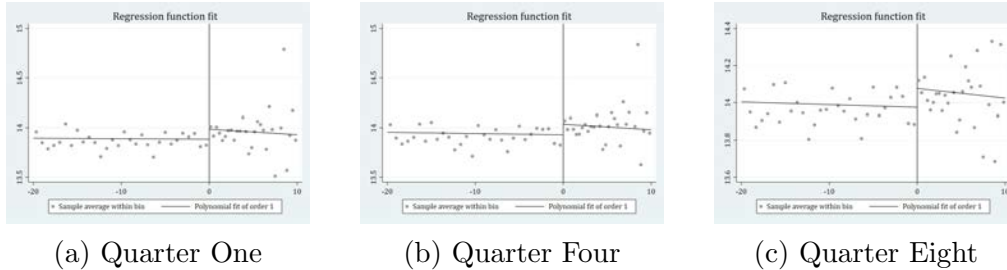 Regression function fit
15
14.5
14
13.5
-20
-10
0
10
Sample average within bin
Polynomial fit of order 1
(a) Quarter One
Regression function fit
15
14.5
14
13.5
-20
-10
0
10
Sample average within bin
Polynomial fit of order 1
(b) Quarter Four
Regression function fit
14.4
14.2
14
13.8
13.6
-20
-10
0
10
Sample average within bin
Polynomial fit of order 1
(c) Quarter Eight